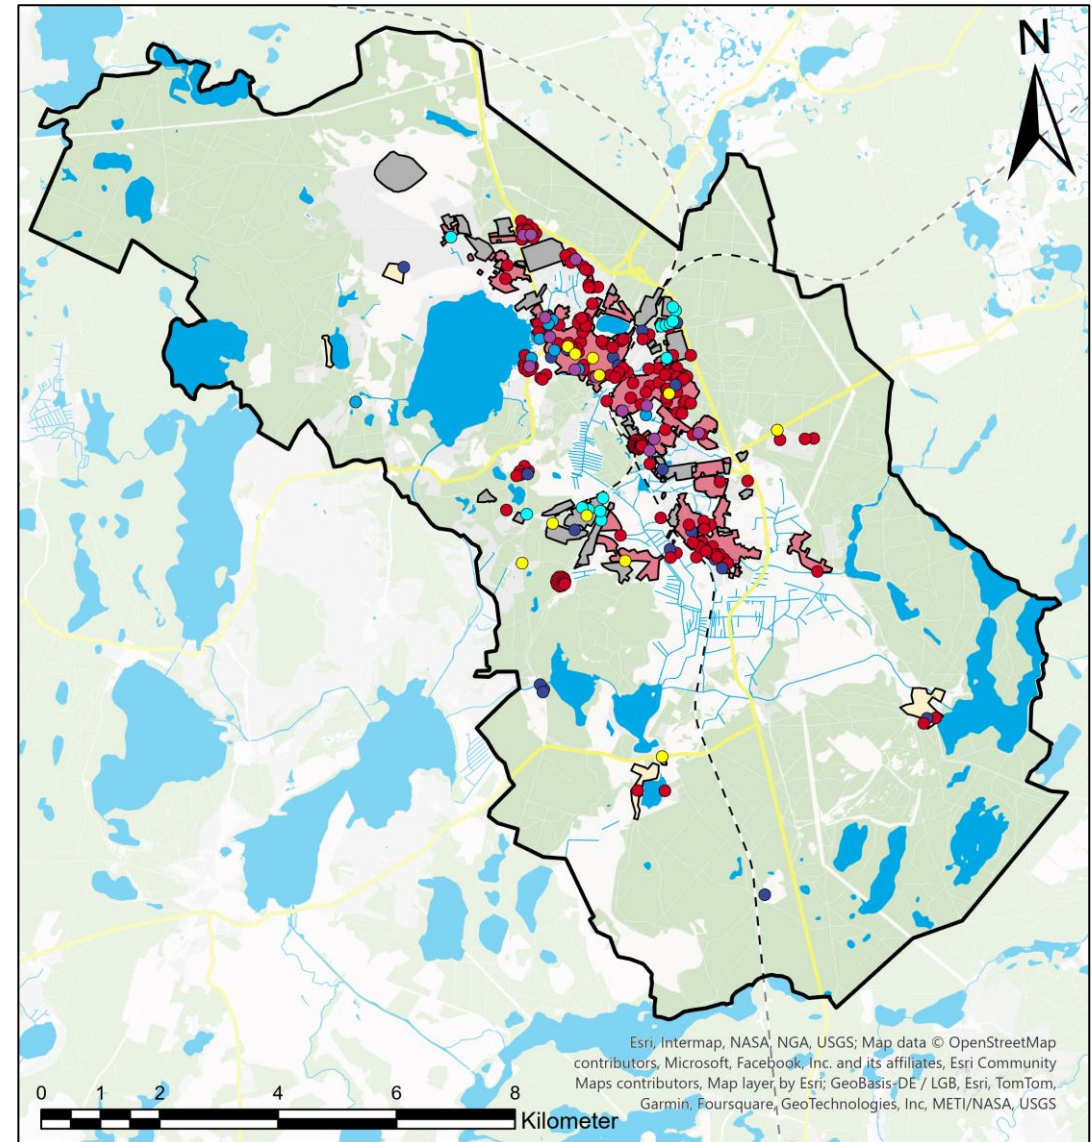 N
Esri, Intermap, NASA, NGA, USGS; Map data © OpenStreetMap
contributors, Microsoft, Facebook, Inc. and its affiliates, Esri Community
Maps contributors, Map layer by Esri; GeoBasis-DE / LGB, Esri, TomTom,
Garmin, Foursquare, GeoTechnologies, Inc, METI/NASA, USGS
0 1 2 4 6 8
Kilometer